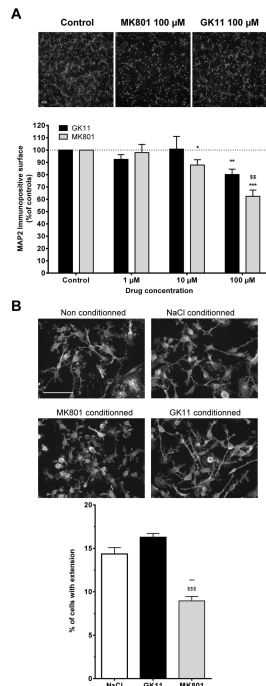 A
Control MK801 100 µM GK11 100 µM
GK11
MK801
MAP2 Immunopositive surface
(% of controls)
120
110
100
90
80
70
60
50
40
30
20
10
0
*
**
$$
***
Control 1 µM 10 µM 100 µM
Drug concentration
B
Non conditionned NaCl conditionned
MK801 conditionned GK11 conditionned
% of cells with extension
20
15
10
5
0
***
$$$
NaCl GK11 MK801